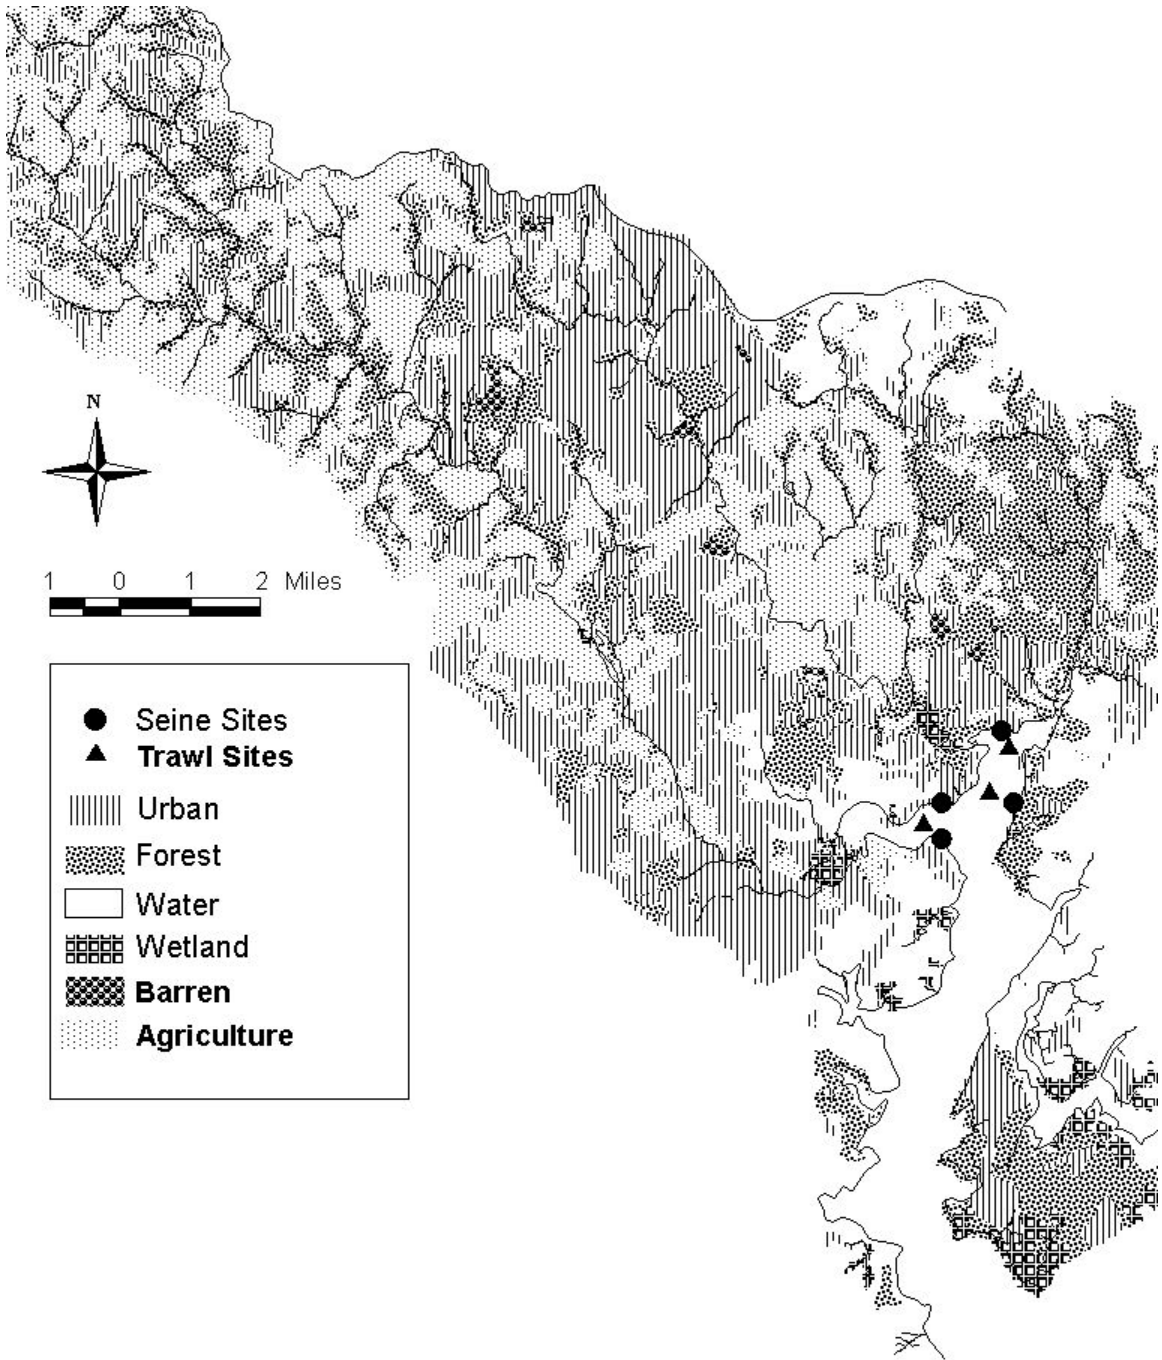 N
1 0 1 2 Miles
Seine Sites
Trawl Sites
Urban
Forest
Water
Wetland
Barren
Agriculture